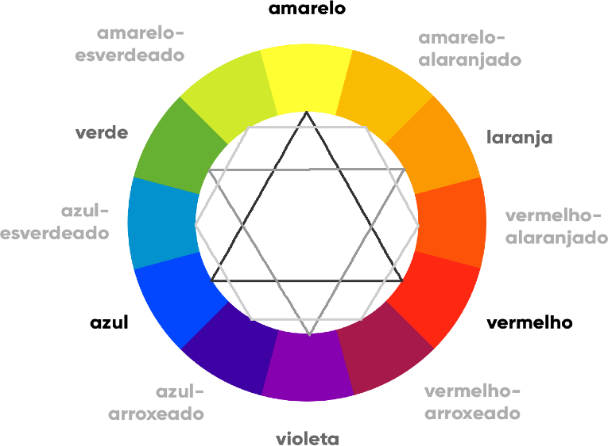 amarelo
amarelo-
esverdeado
amarelo-
alaranjado
verde
laranja
azul-
esverdeado
vermelho-
alaranjado
azul
vermelho
azul-
arroxeado
vermelho-
arroxeado
violeta